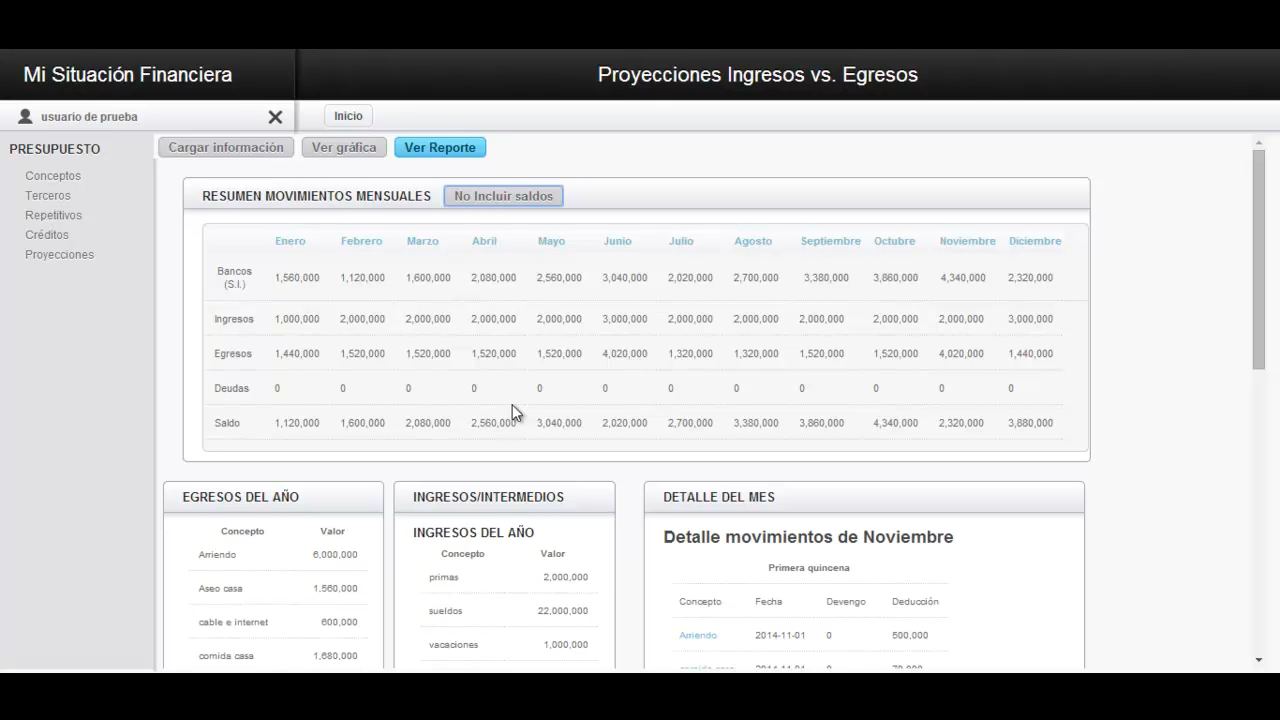 Mi Situación Financiera
Proyecciones Ingresos vs. Egresos
usuario de prueba
Inicio
PRESUPUESTO
Conceptos
Terceros
Repetitivos
Créditos
Proyecciones
Cargar información Ver gráfica Ver Reporte
RESUMEN MOVIMIENTOS MENSUALES No Incluir saldos
Enero Febrero Marzo Abril Mayo Junio Julio Agosto Septiembre Octubre Noviembre Diciembre
Bancos (S.I.) 1,560,000 1,120,000 1,600,000 2,080,000 2,560,000 3,040,000 2,020,000 2,700,000 3,380,000 3,860,000 4,340,000 2,320,000
Ingresos 1,000,000 2,000,000 2,000,000 2,000,000 2,000,000 3,000,000 2,000,000 2,000,000 2,000,000 2,000,000 2,000,000 3,000,000
Egresos 1,440,000 1,520,000 1,520,000 1,520,000 1,520,000 4,020,000 1,320,000 1,320,000 1,520,000 1,520,000 4,020,000 1,440,000
Deudas 0 0 0 0 0 0 0 0 0 0 0 0
Saldo 1,120,000 1,600,000 2,080,000 2,560,000 3,040,000 2,020,000 2,700,000 3,380,000 3,860,000 4,340,000 2,320,000 3,880,000
EGRESOS DEL AÑO
Concepto Valor
Arriendo 6,000,000
Aseo casa 1,560,000
cable e internet 600,000
comida casa 1,680,000
INGRESOS/INTERMEDIOS
INGRESOS DEL AÑO
Concepto Valor
primas 2,000,000
sueldos 22,000,000
vacaciones 1,000,000
DETALLE DEL MES
Detalle movimientos de Noviembre
Primera quincena
Concepto Fecha Devengo Deducción
Arriendo 2014-11-01 0 500,000